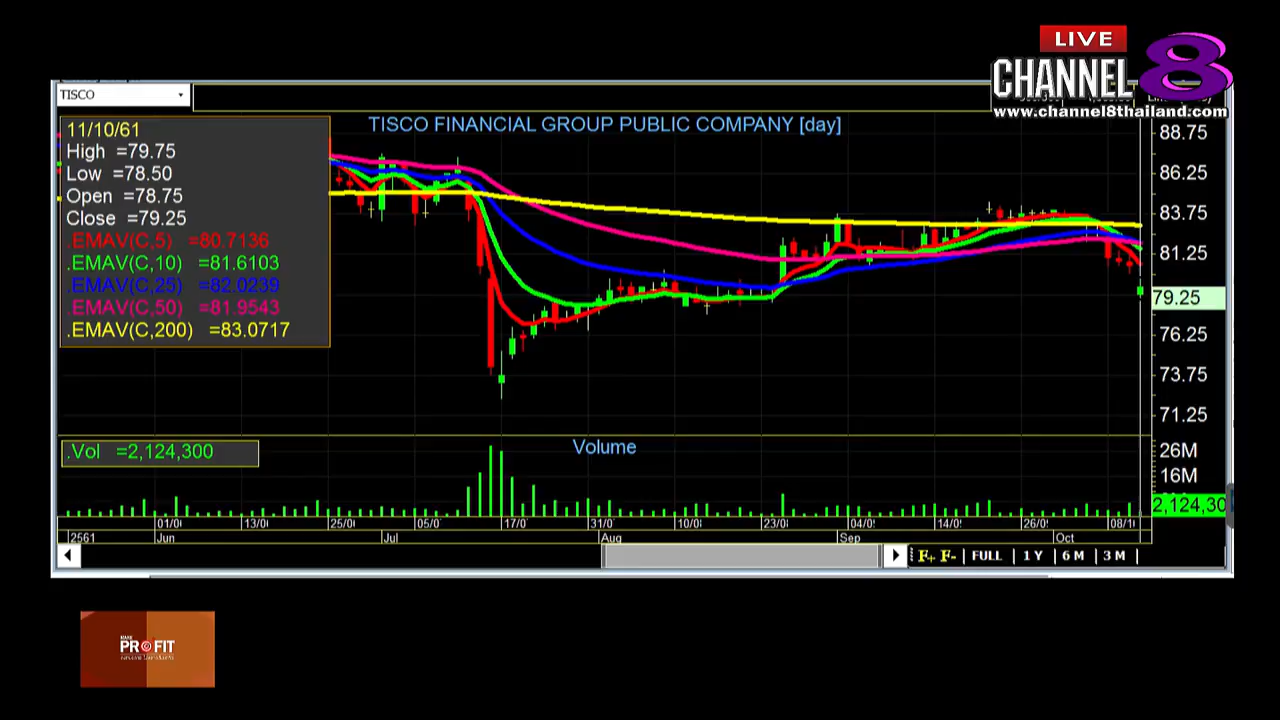 LIVE
CHANNEL 8
www.channel8thailand.com
TISCO
TISCO FINANCIAL GROUP PUBLIC COMPANY [day]
11/10/61
High =79.75
Low =78.50
Open =78.75
Close =79.25
.EMAV(C,5) =80.7136
.EMAV(C,10) =81.6103
.EMAV(C,25) =82.0239
.EMAV(C,50) =81.9543
.EMAV(C,200) =83.0717
88.75
86.25
83.75
81.25
79.25
76.25
73.75
71.25
.Vol =2,124,300
Volume
26M
16M
2,124,30
01/0 13/0 25/0 05/0 17/0 31/0 10/0 23/0 04/0 14/0 26/0 08/1
2561 Jun Jul Aug Sep Oct
F+ F- FULL 1 Y 6 M 3 M
PROFIT